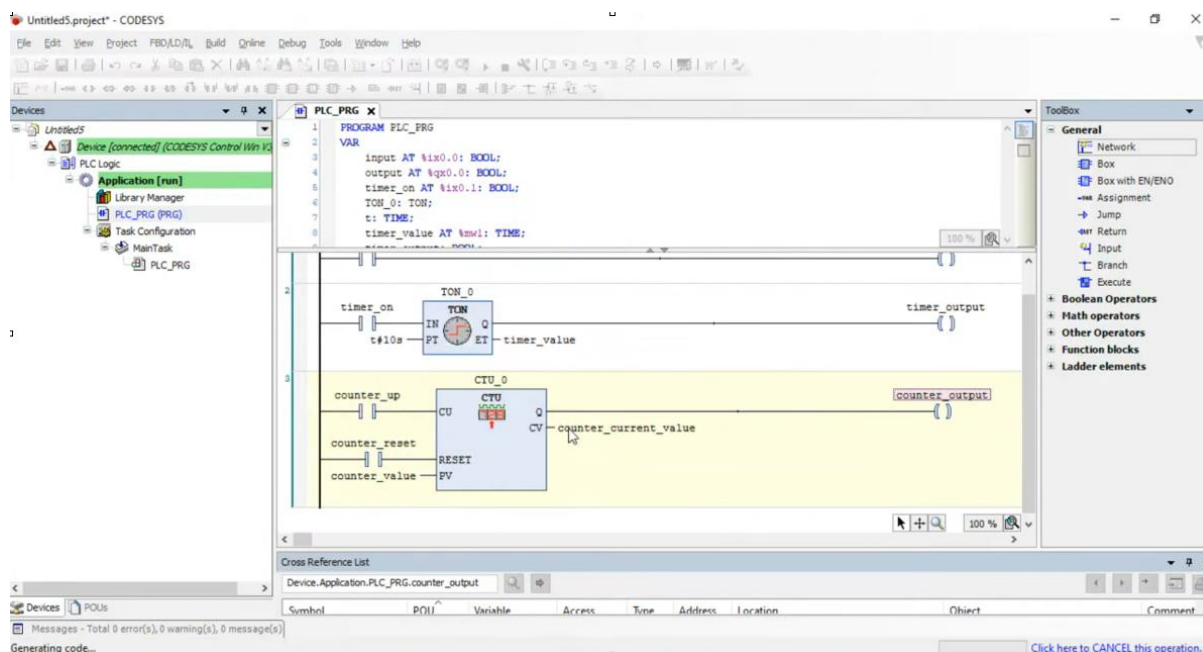 Untitled5.project* - CODESYS
File Edit View Project FBD/LD/IL Build Online Debug Tools Window Help
Devices
Untitled5
Device [connected] (CODESYS Control Win V3
PLC Logic
Application [run]
Library Manager
PLC_PRG (PRG)
Task Configuration
MainTask
PLC_PRG
Devices POUs
PLC_PRG X
1 PROGRAM PLC_PRG
2 VAR
3 input AT %ix0.0: BOOL;
4 output AT %qx0.0: BOOL;
5 timer_on AT %ix0.1: BOOL;
6 TON_0: TON;
7 t: TIME;
8 timer_value AT %mw1: TIME;
timer_output: BOOL;
100 %
2
TON_0
timer_on TON timer_output
IN Q
t#10s PT ET timer_value
3
CTU_0
counter_up CTU counter_output
CU Q
CV counter_current_value
counter_reset
RESET
counter_value PV
100 %
ToolBox
General
Network
Box
Box with EN/ENO
Assignment
Jump
Return
Input
Branch
Execute
Boolean Operators
Math operators
Other Operators
Function blocks
Ladder elements
Cross Reference List
Device.Application.PLC_PRG.counter_output
Symbol POU Variable Access Type Address Location Object Comment
Messages - Total 0 error(s), 0 warning(s), 0 message(s)
Generating code... Click here to CANCEL this operation.